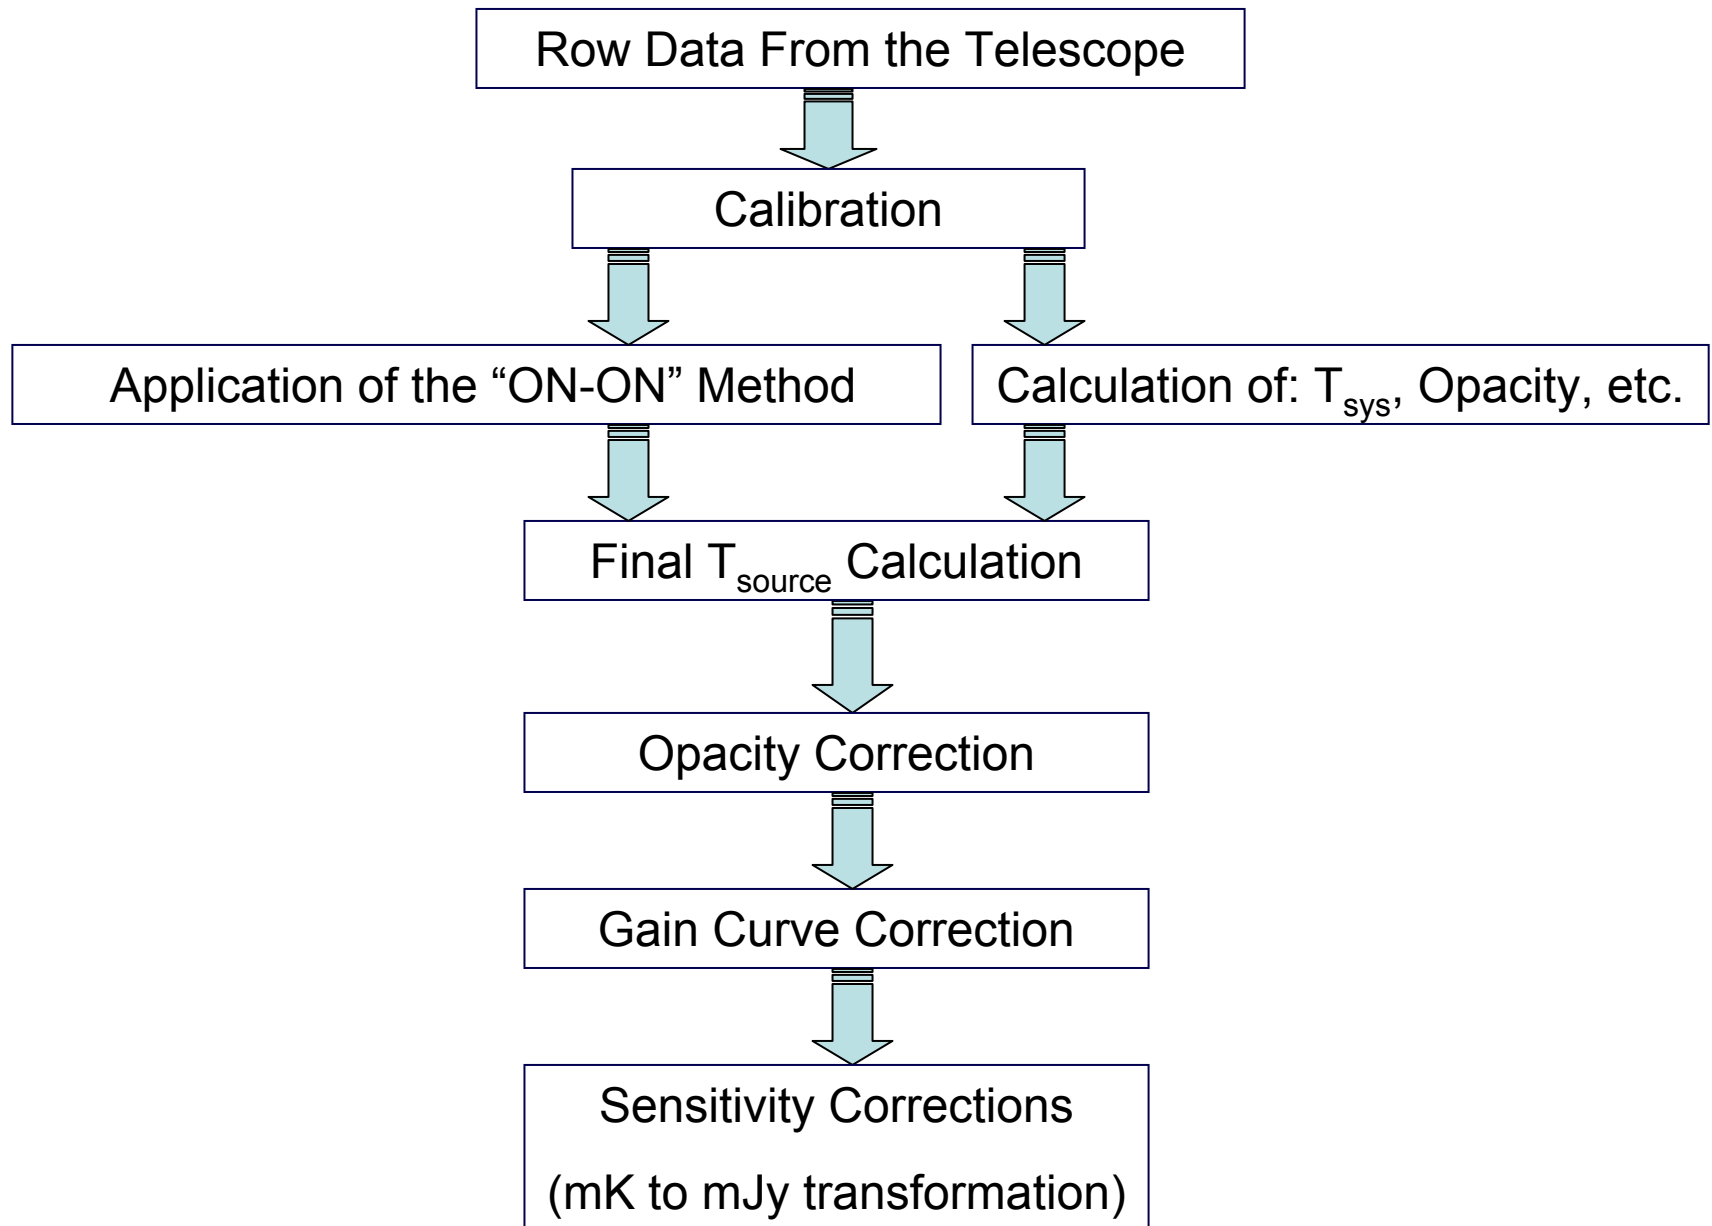 Row Data From the Telescope
Calibration
Application of the “ON-ON” Method
Calculation of: Tsys, Opacity, etc.
Final Tsource Calculation
Opacity Correction
Gain Curve Correction
Sensitivity Corrections
(mK to mJy transformation)